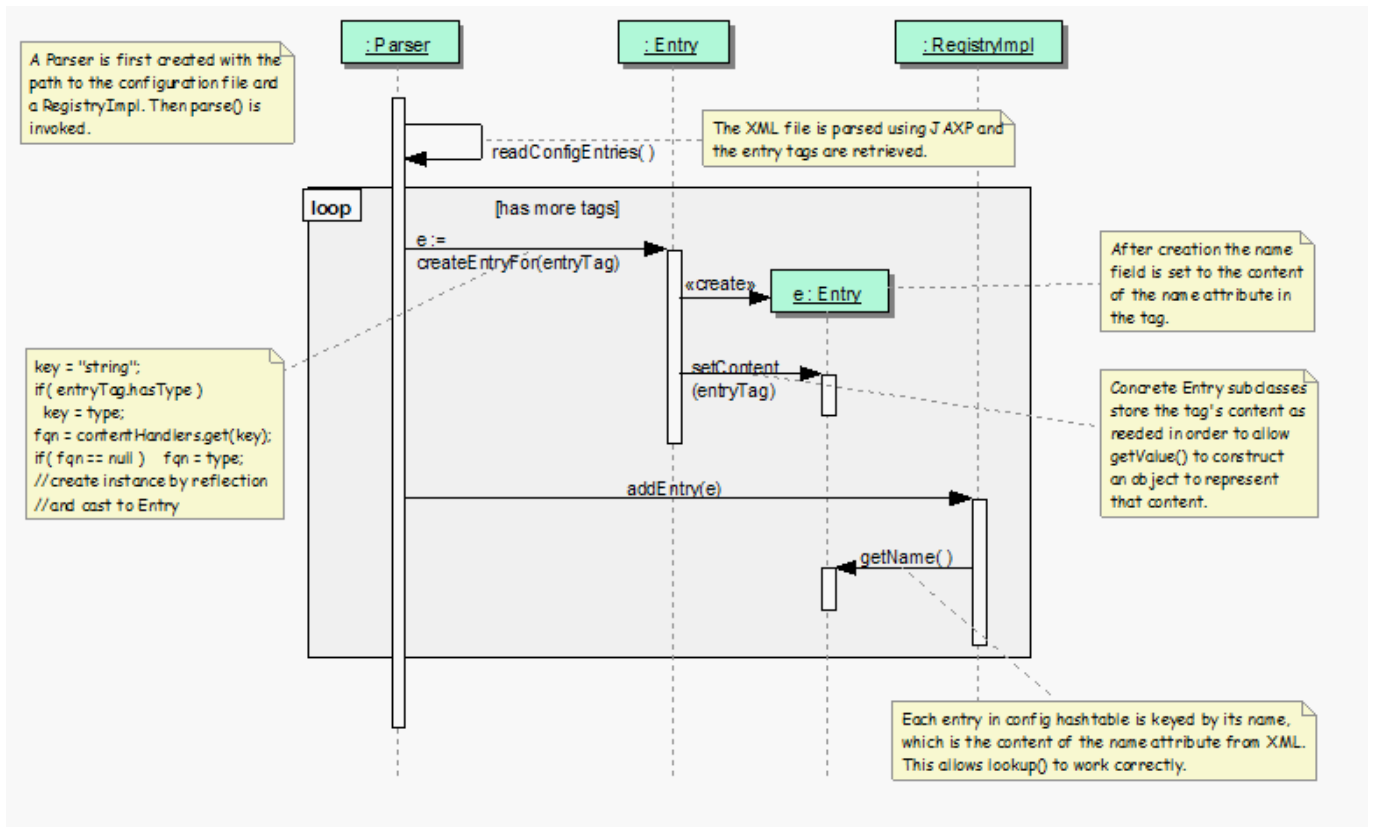 : Parser
: Entry
: RegistryImpl
A Parser is first created with the
path to the configuration file and
a RegistryImpl. Then parse() is
invoked.
The XML file is parsed using JAXP and
the entry tags are retrieved.
readConfigEntries( )
loop
[has more tags]
e :=
createEntryFor(entryTag)
«create»
e : Entry
After creation the name
field is set to the content
of the name attribute in
the tag.
key = "string";
if( entryTag.hasType )
key = type;
fqn = contentHandlers.get(key);
if( fqn == null ) fqn = type;
//create instance by reflection
//and cast to Entry
setContent
(entryTag)
Concrete Entry subclasses
store the tag's content as
needed in order to allow
getValue() to construct
an object to represent
that content.
addEntry(e)
getName( )
Each entry in config hashtable is keyed by its name,
which is the content of the name attribute from XML.
This allows lookup() to work correctly.